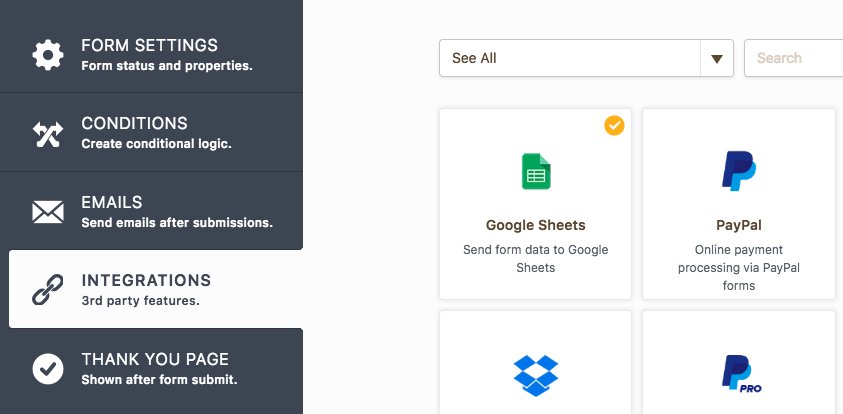 FORM SETTINGS
Form status and properties.
CONDITIONS
Create conditional logic.
EMAILS
Send emails after submissions.
INTEGRATIONS
3rd party features.
THANK YOU PAGE
Shown after form submit.
See All
Search
Google Sheets
Send form data to Google
Sheets
PayPal
Online payment
processing via PayPal
forms
PRO